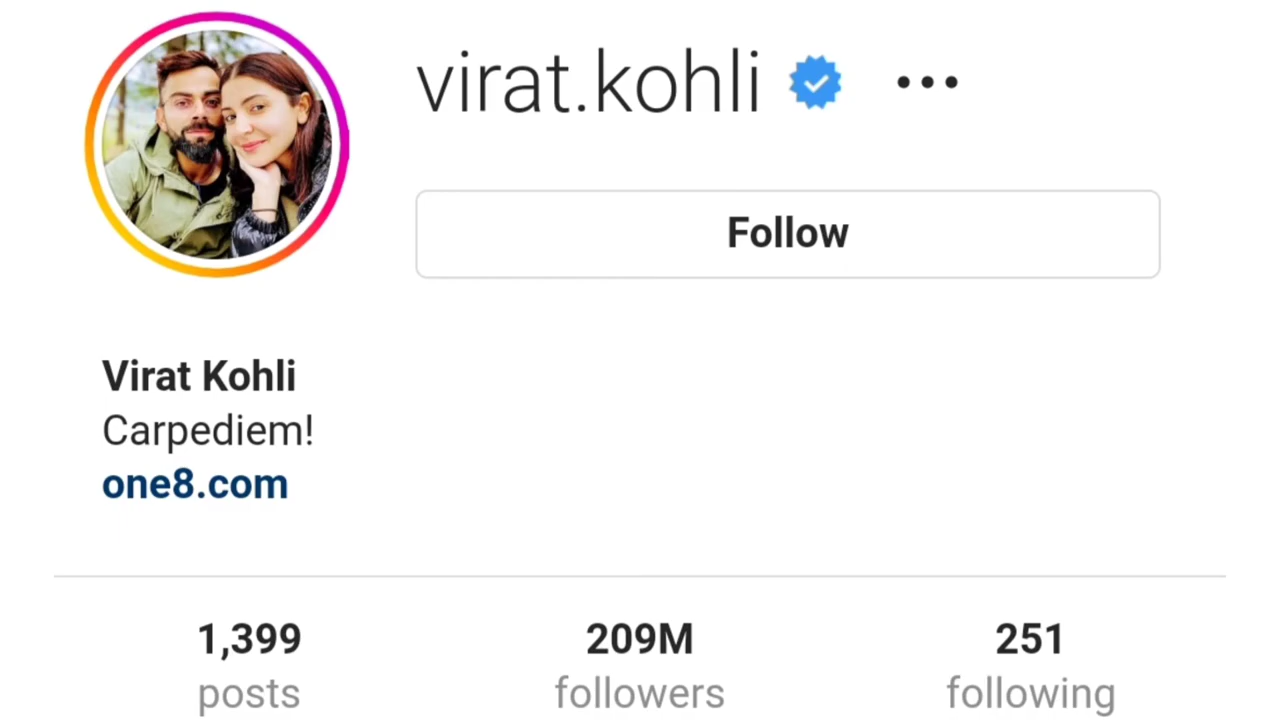 virat.kohli
Follow
Virat Kohli
Carpediem!
one8.com
1,399 209M 251
posts followers following